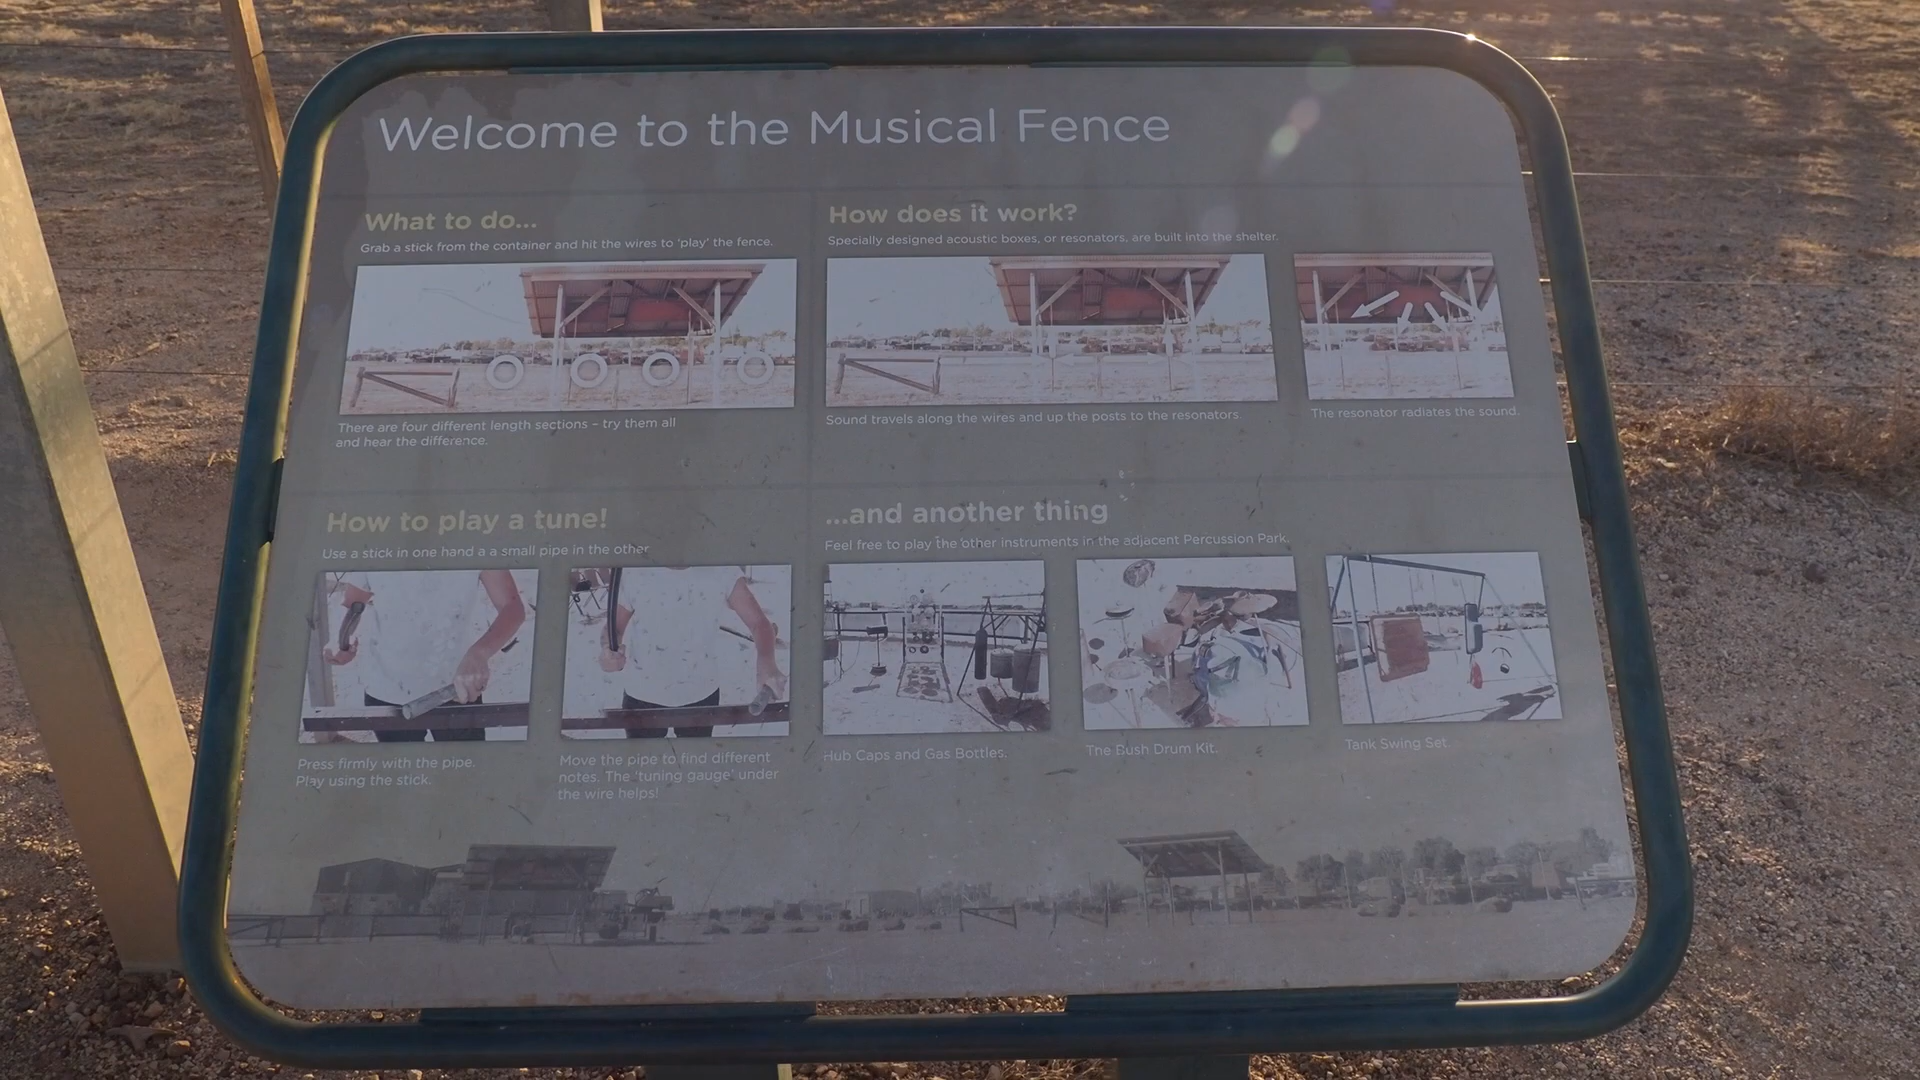 Welcome to the Musical Fence
What to do...
Grab a stick from the container and hit the wires to 'play' the fence.
There are four different length sections – try them all
and hear the difference.
How does it work?
Specially designed acoustic boxes, or resonators, are built into the shelter.
Sound travels along the wires and up the posts to the resonators.
The resonator radiates the sound.
How to play a tune!
Use a stick in one hand a a small pipe in the other
Press firmly with the pipe.
Play using the stick.
Move the pipe to find different
notes. The 'tuning gauge' under
the wire helps!
...and another thing
Feel free to play the other instruments in the adjacent Percussion Park.
Hub Caps and Gas Bottles.
The Bush Drum Kit.
Tank Swing Set.